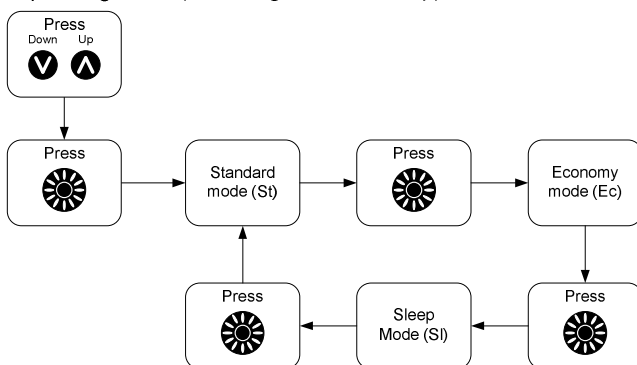 Press
Down Up
Press
Standard
mode (St)
Press
Economy
mode (Ec)
Press
Sleep
Mode (Sl)
Press